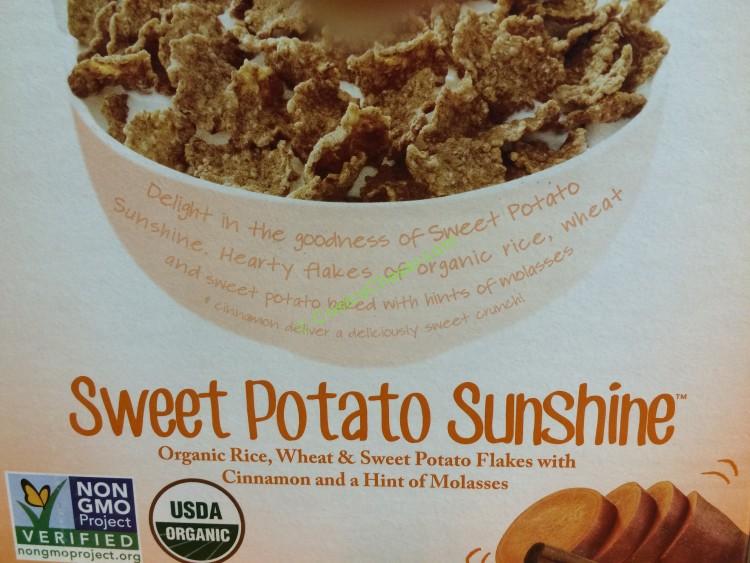 Delight in the goodness of Sweet Potato
Sunshine. Hearty flakes of organic rice, wheat
and sweet potato baked with hints of molasses
& cinnamon deliver a deliciously sweet crunch!
Sweet Potato Sunshine™
Organic Rice, Wheat & Sweet Potato Flakes with
Cinnamon and a Hint of Molasses
NON
GMO
Project
VERIFIED
nongmoproject.org
USDA
ORGANIC